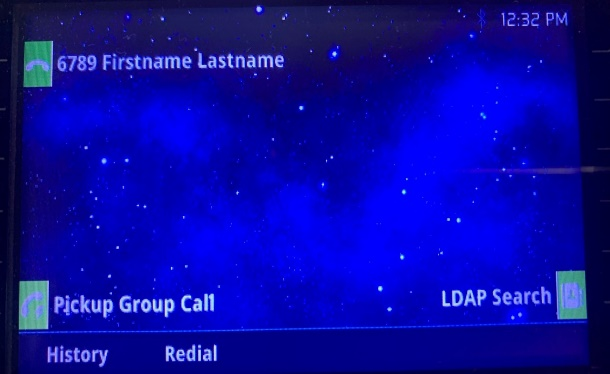 12:32 PM
6789 Firstname Lastname
Pickup Group Call
LDAP Search
History Redial